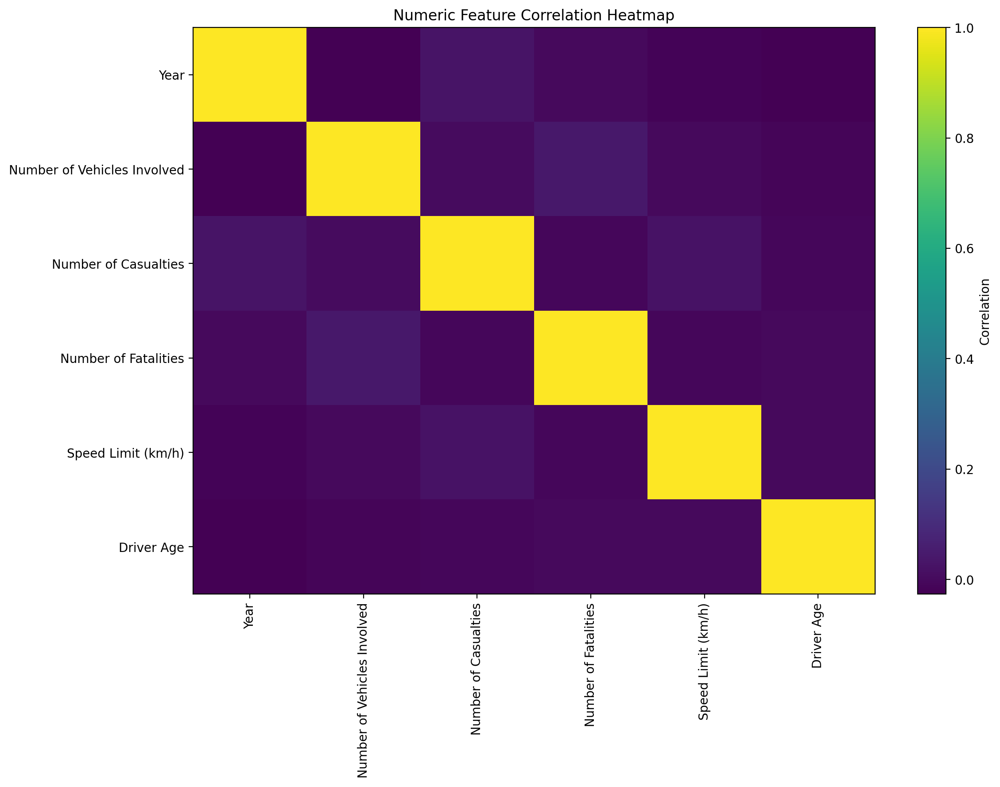 Numeric Feature Correlation Heatmap
Year
Number of Vehicles Involved
Number of Casualties
Number of Fatalities
Speed Limit (km/h)
Driver Age
Year
Number of Vehicles Involved
Number of Casualties
Number of Fatalities
Speed Limit (km/h)
Driver Age
1.0
0.8
0.6
0.4
0.2
0.0
Correlation